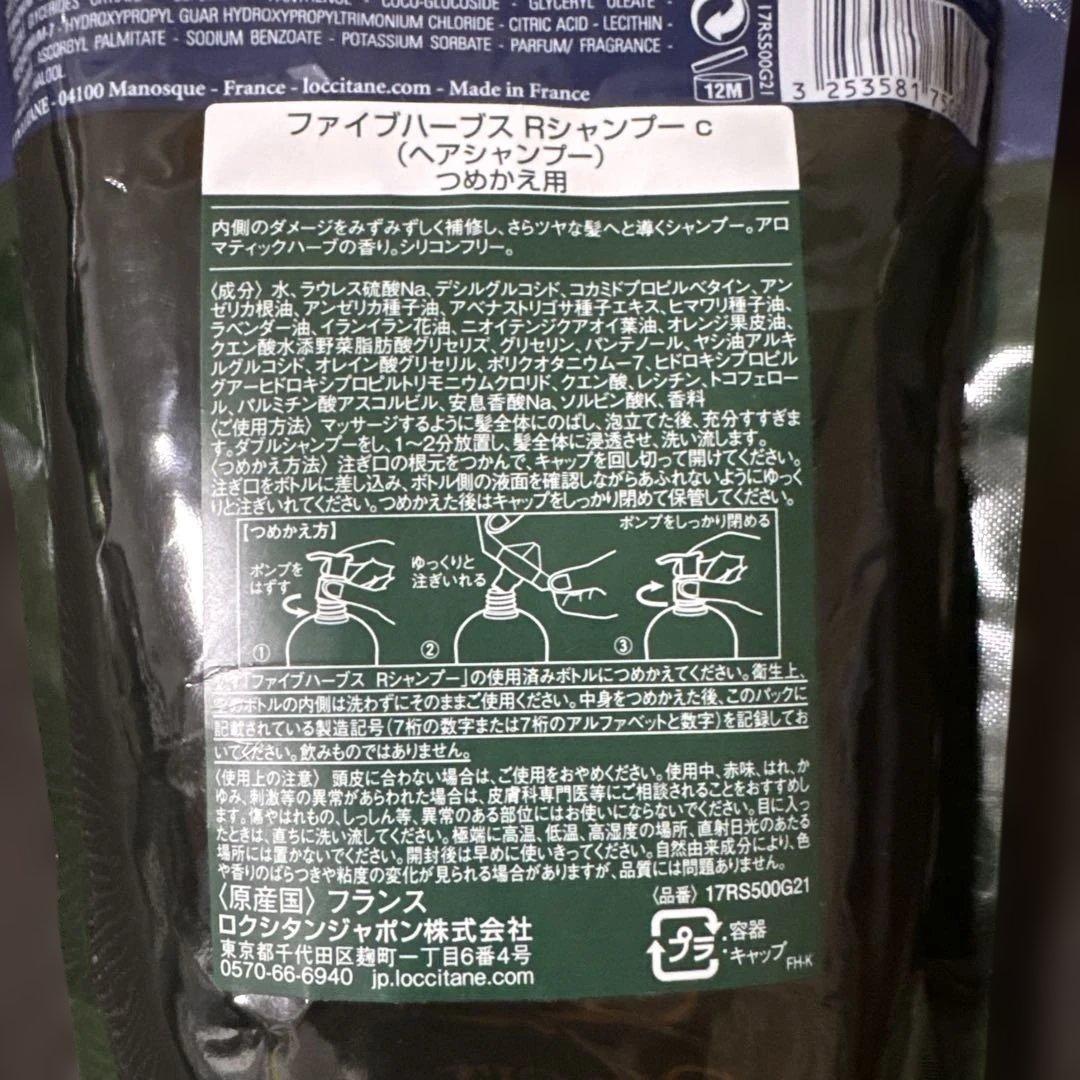 COCO-GLUCOSIDE - GLYCERYL OLEATE -
HYDROXYPROPYL GUAR HYDROXYPROPYLTRIMONIUM CHLORIDE - CITRIC ACID - LECITHIN -
ASCORBYL PALMITATE - SODIUM BENZOATE - POTASSIUM SORBATE - PARFUM/ FRAGRANCE -
04100 Manosque - France - loccitane.com - Made in France
12M
17RS500G21
3 253581
ファイブハーブス Rシャンプー c
(ヘアシャンプー)
つめかえ用
内側のダメージをみずみずしく補修し、さらツヤな髪へと導くシャンプー。アロ
マティックハーブの香り。シリコンフリー。
〈成分〉水、ラウレス硫酸Na、デシルグルコシド、コカミドプロピルベタイン、アン
ゼリカ根油、アンゼリカ種子油、アベナストリゴサ種子エキス、ヒマワリ種子油、
ラベンダー油、イランイラン花油、ニオイテンジクアオイ葉油、オレンジ果皮油、
クエン酸水添野菜脂肪酸グリセリズ、グリセリン、パンテノール、ヤシ油アルキ
ルグルコシド、オレイン酸グリセリル、ポリクオタニウム-7、ヒドロキシプロピル
グアーヒドロキシプロピルトリモニウムクロリド、クエン酸、レシチン、トコフェロー
ル、パルミチン酸アスコルビル、安息香酸Na、ソルビン酸K、香料
〈ご使用方法〉マッサージするように髪全体にのばし、泡立てた後、充分すすぎま
す。ダブルシャンプーをし、1〜2分放置し、髪全体に浸透させ、洗い流します。
〈つめかえ方法〉注ぎ口の根元をつかんで、キャップを回し切って開けてください。
注ぎ口をボトルに差し込み、ボトル側の液面を確認しながらあふれないようにゆっく
りと注ぎいれてください。つめかえた後はキャップをしっかり閉めて保管してください。
【つめかえ方】
ポンプをしっかり閉める
ポンプを
はずす
ゆっくりと
注ぎいれる
① ② ③
「ファイブハーブス Rシャンプー」の使用済みボトルにつめかえてください。衛生上、
ボトルの内側は洗わずにそのままご使用ください。中身をつめかえた後、このパックに
記載されている製造記号(7桁の数字または7桁のアルファベットと数字)を記録してお
いてください。飲みものではありません。
〈使用上の注意〉頭皮に合わない場合は、ご使用をおやめください。使用中、赤味、はれ、か
ゆみ、刺激等の異常があらわれた場合は、皮膚科専門医等にご相談されることをおすすめし
ます。傷やはれもの、しっしん等、異常のある部位にはお使いにならないでください。目に入っ
たときは、直ちに洗い流してください。極端に高温、低温、高湿度の場所、直射日光のあたる
場所には置かないでください。開封後は早めに使いきってください。自然由来成分により、色
や香りのばらつきや粘度の変化が見られる場合がありますが、品質には問題ありません。
〈原産国〉フランス
〈品番〉17RS500G21
ロクシタンジャポン株式会社
東京都千代田区麹町一丁目6番4号
0570-66-6940 jp.loccitane.com
プラ
:容器
・キャップ
FH-K